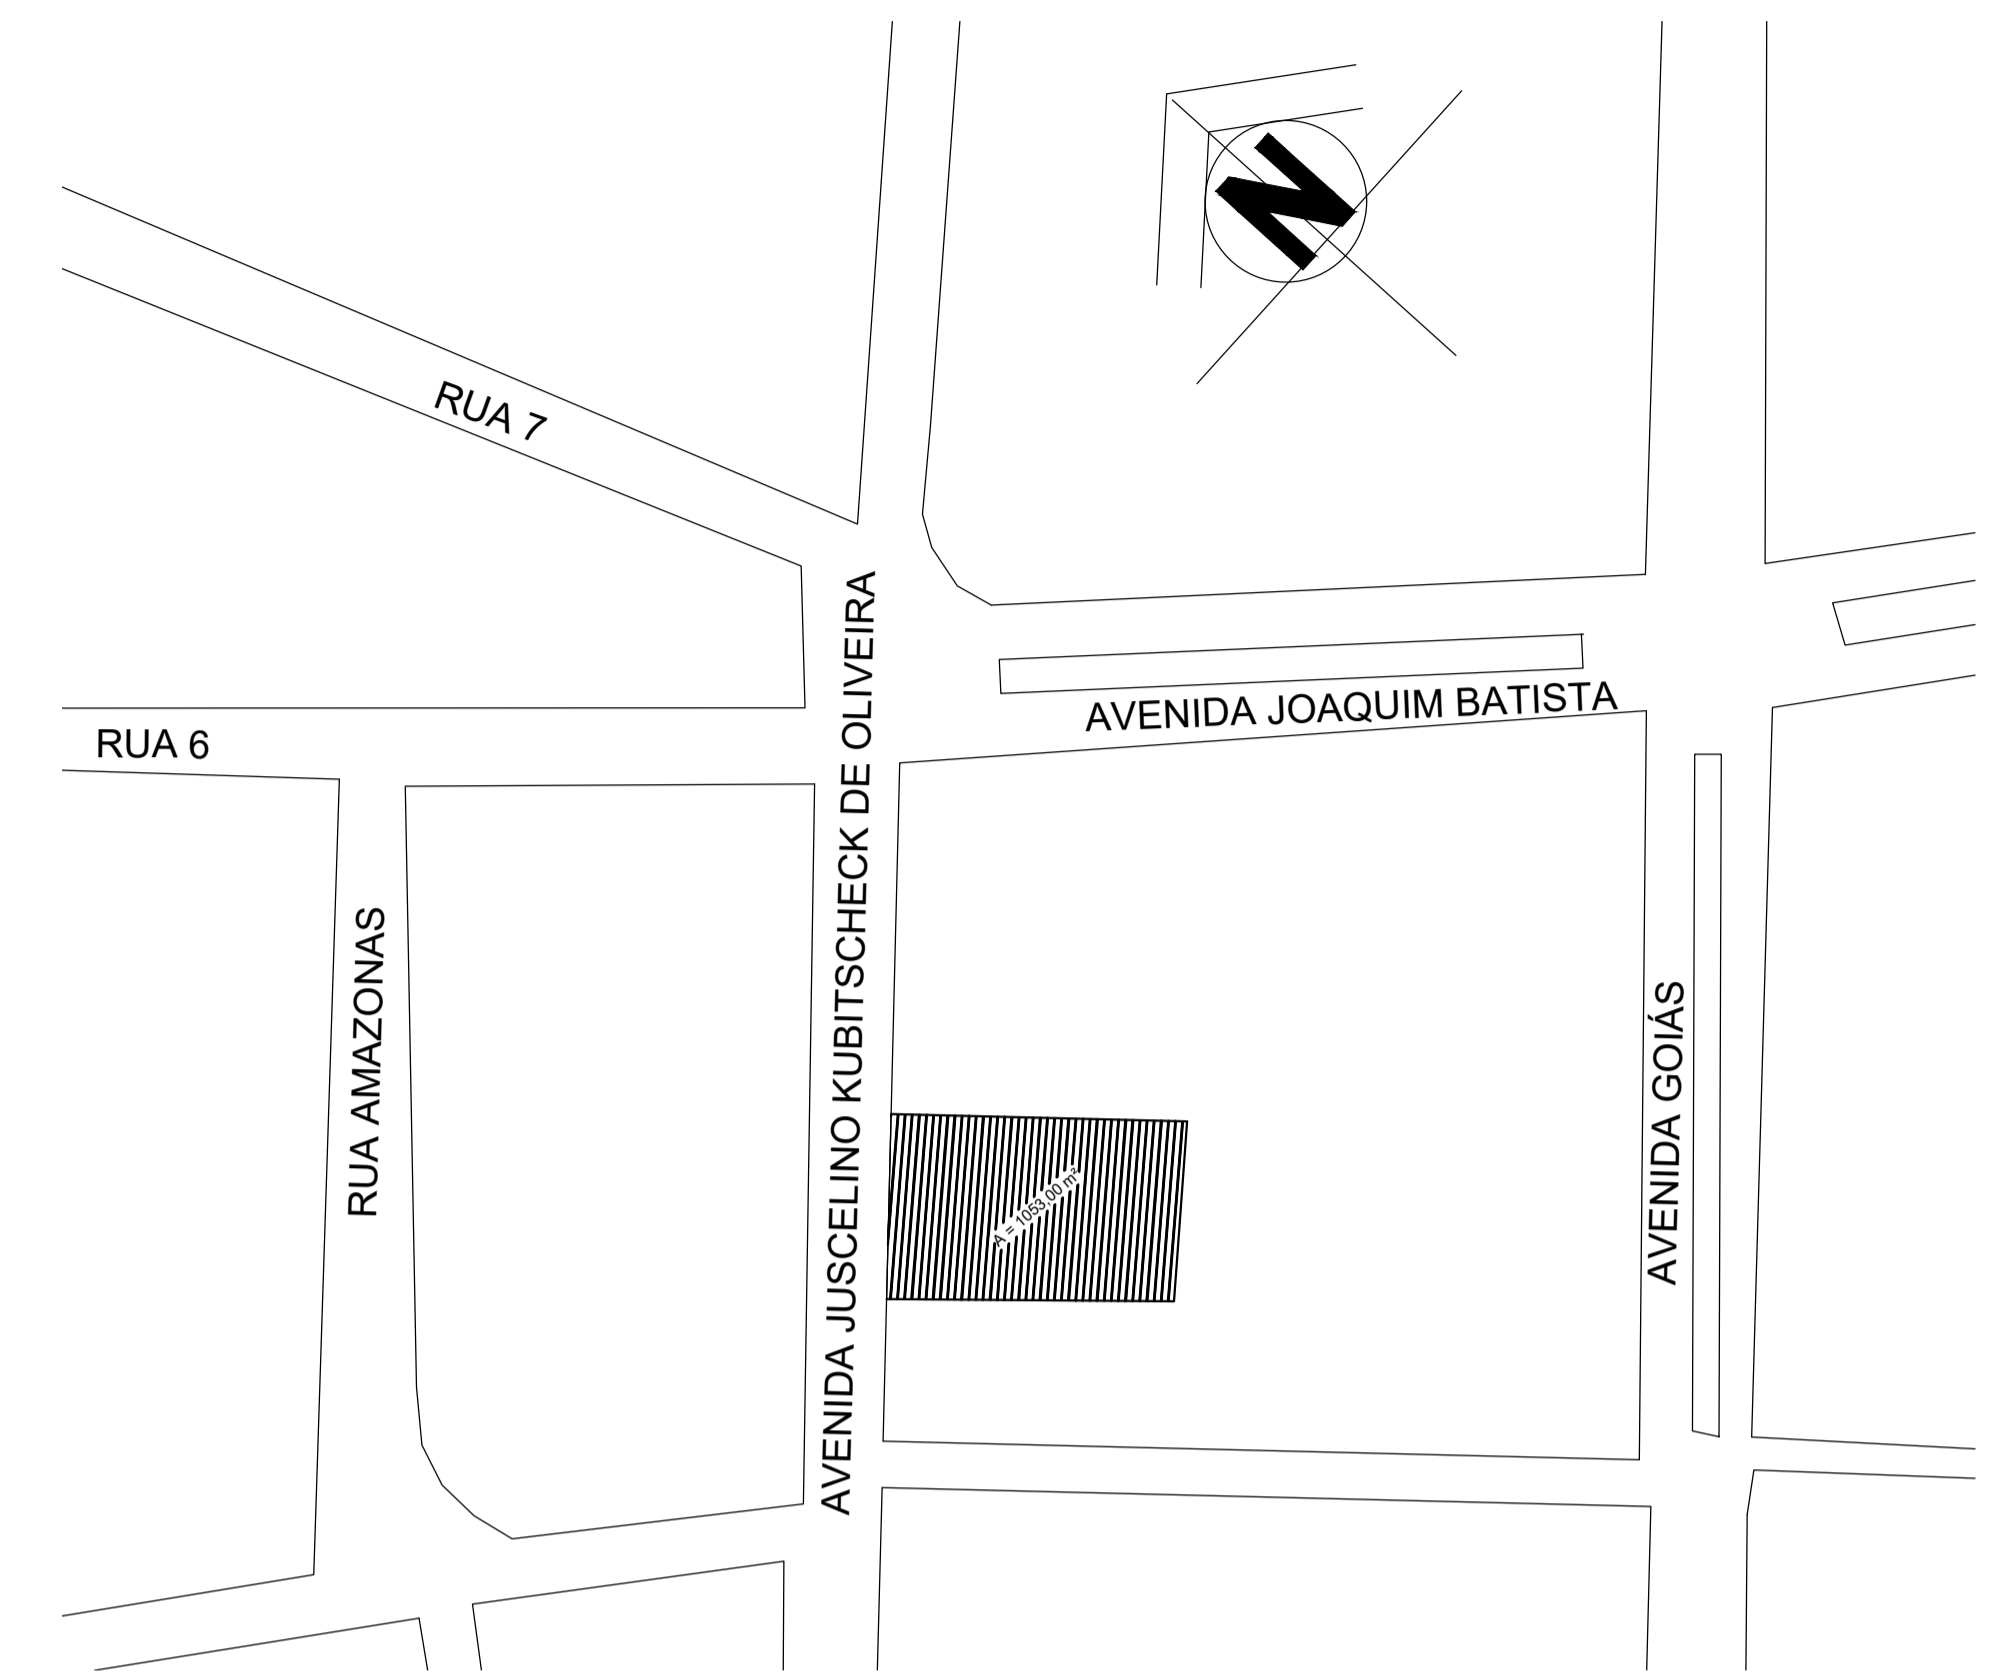 N
RUA 7
AVENIDA JOAQUIM BATISTA
RUA 6
AVENIDA JUSCELINO KUBITSCHECK DE OLIVEIRA
RUA AMAZONAS
AVENIDA GOIÁS
A = 1053,00 m²